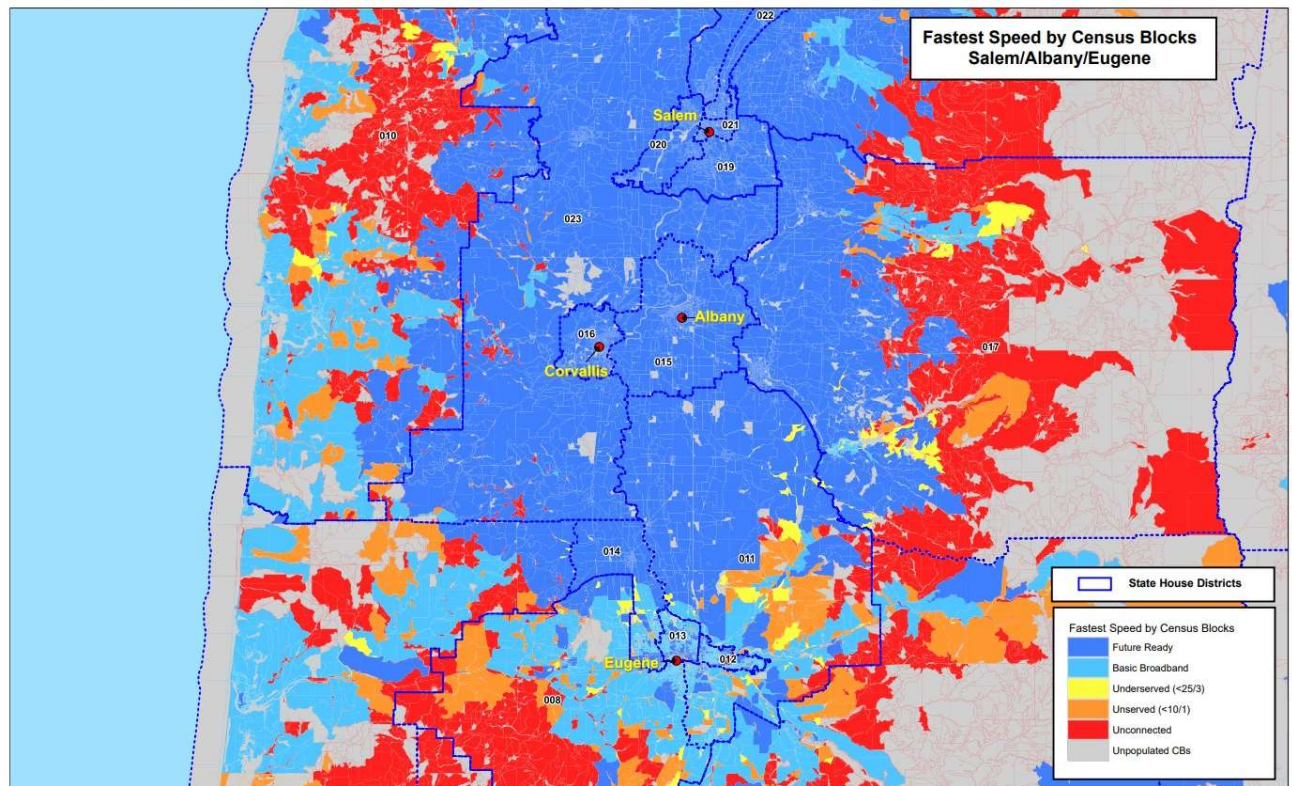 022
Fastest Speed by Census Blocks
Salem/Albany/Eugene
Salem
021
010
020
019
023
Albany
016
017
015
Corvallis
014
011
State House Districts
Fastest Speed by Census Blocks
013
Future Ready
Eugene
012
Basic Broadband
Underserved (<25/3)
008
Unserved (<10/1)
Unconnected
Unpopulated CBs